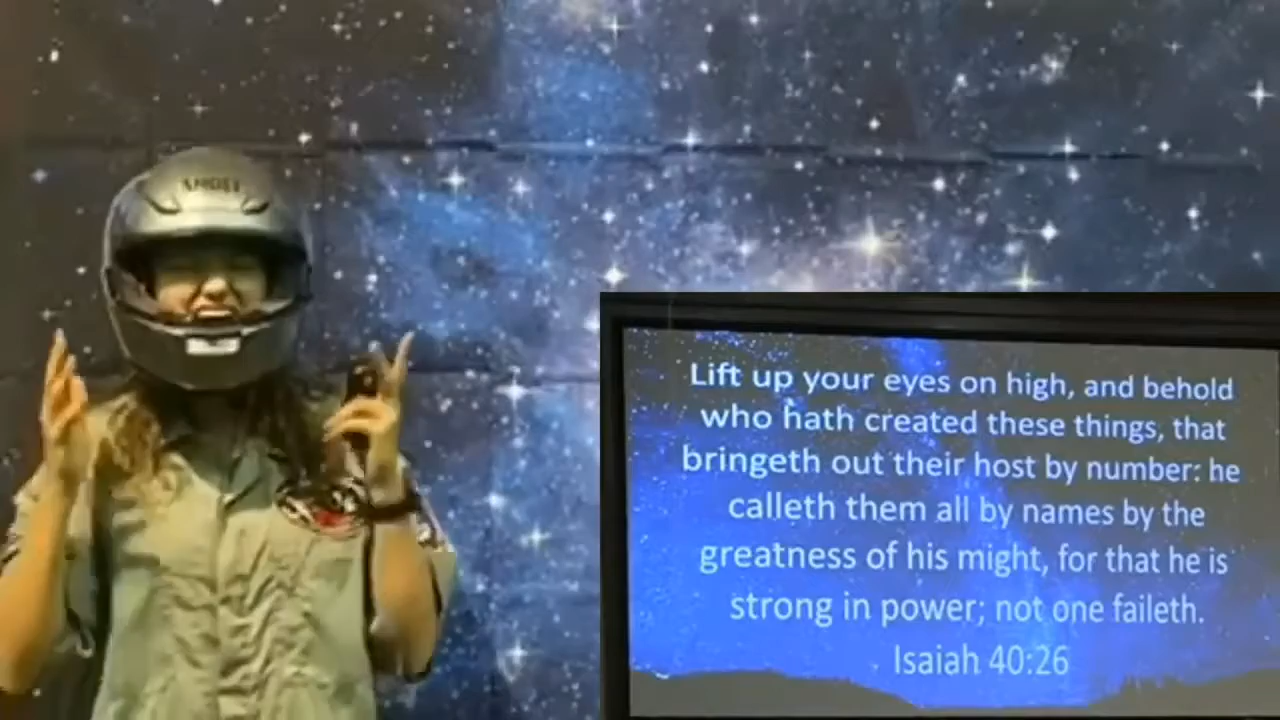 Lift up your eyes on high, and behold
who hath created these things, that
bringeth out their host by number: he
calleth them all by names by the
greatness of his might, for that he is
strong in power; not one faileth.
Isaiah 40:26